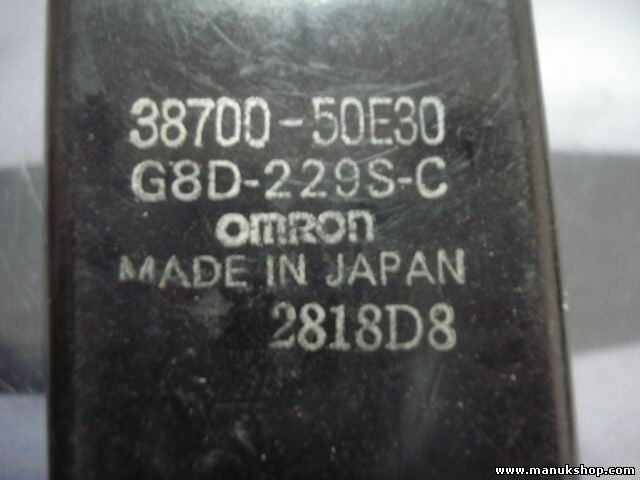 38700-50E30
G8D-229S-C
omron
MADE IN JAPAN
2818D8
www.manukshop.com